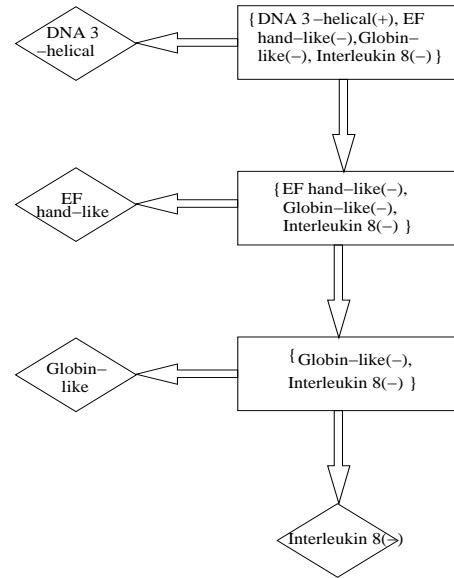 DNA 3
–helical
{ DNA 3 –helical(+), EF
hand–like(–),Globin–
like(–), Interleukin 8(–) }
EF
hand–like
{EF hand–like(–),
Globin–like(–),
Interleukin 8(–) }
Globin–
like
{ Globin–like(–),
Interleukin 8(–) }
Interleukin 8(–)